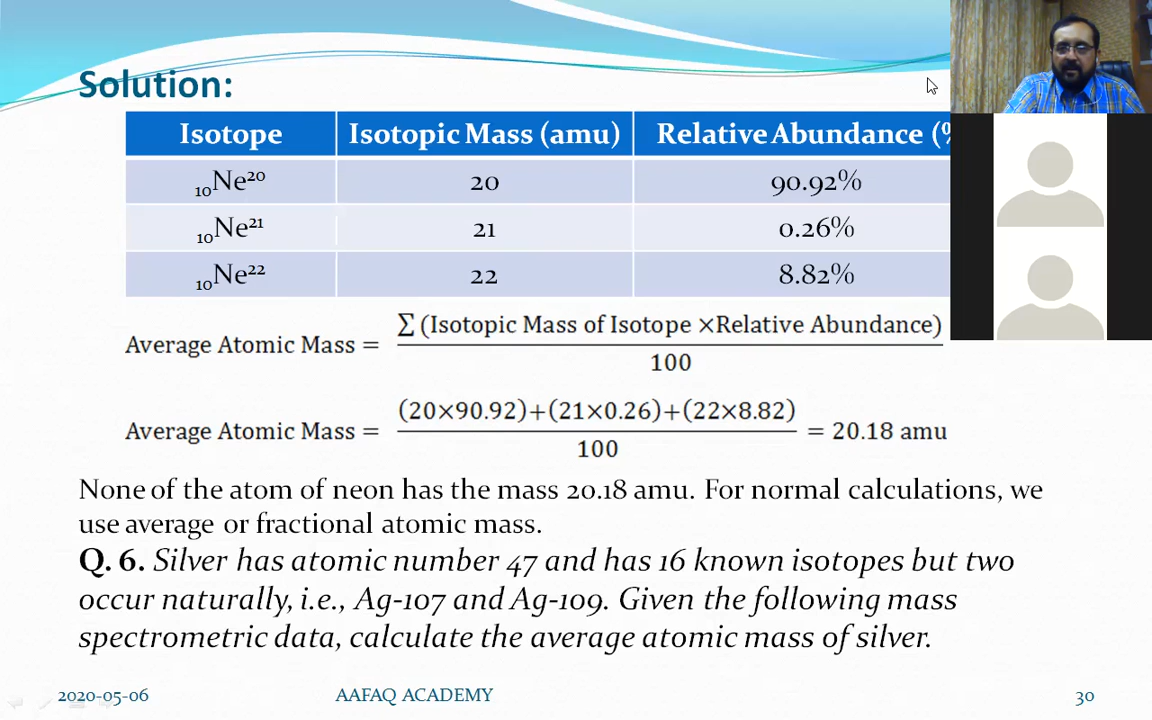 Solution:
Isotope Isotopic Mass (amu) Relative Abundance (%
₁₀Ne²⁰ 20 90.92%
₁₀Ne²¹ 21 0.26%
₁₀Ne²² 22 8.82%
∑ (Isotopic Mass of Isotope ×Relative Abundance)
Average Atomic Mass =
100
(20×90.92)+(21×0.26)+(22×8.82)
Average Atomic Mass = = 20.18 amu
100
None of the atom of neon has the mass 20.18 amu. For normal calculations, we
use average or fractional atomic mass.
Q. 6. Silver has atomic number 47 and has 16 known isotopes but two
occur naturally, i.e., Ag-107 and Ag-109. Given the following mass
spectrometric data, calculate the average atomic mass of silver.
2020-05-06 AAFAQ ACADEMY 30